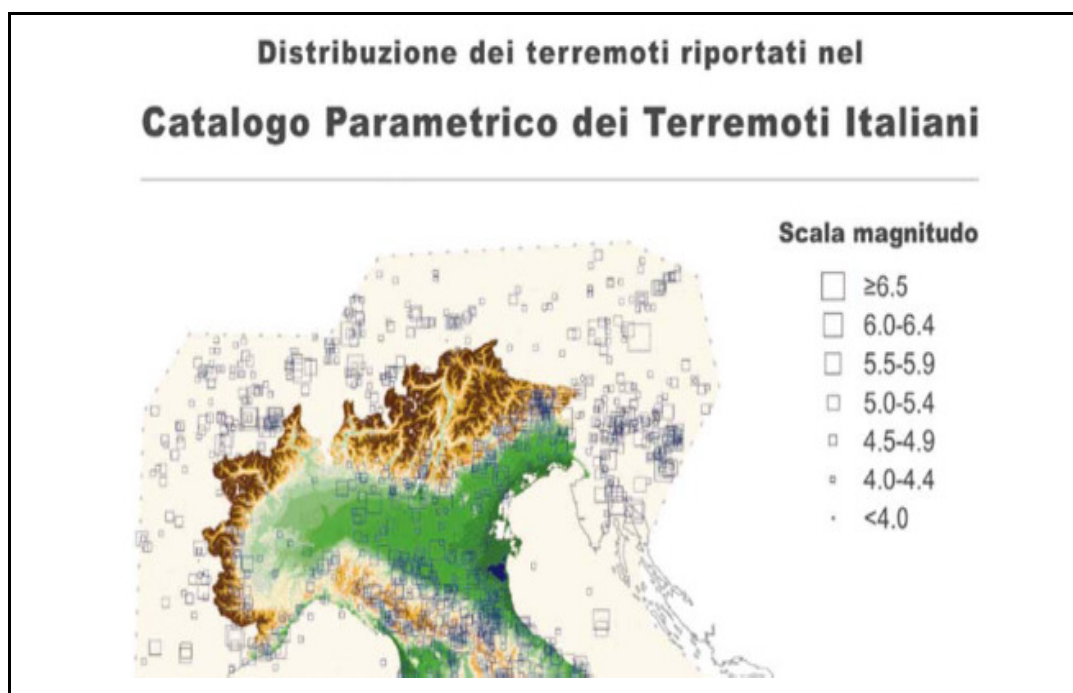 Distribuzione dei terremoti riportati nel
Catalogo Parametrico dei Terremoti Italiani
Scala magnitudo
≥6.5
6.0-6.4
5.5-5.9
5.0-5.4
4.5-4.9
4.0-4.4
<4.0